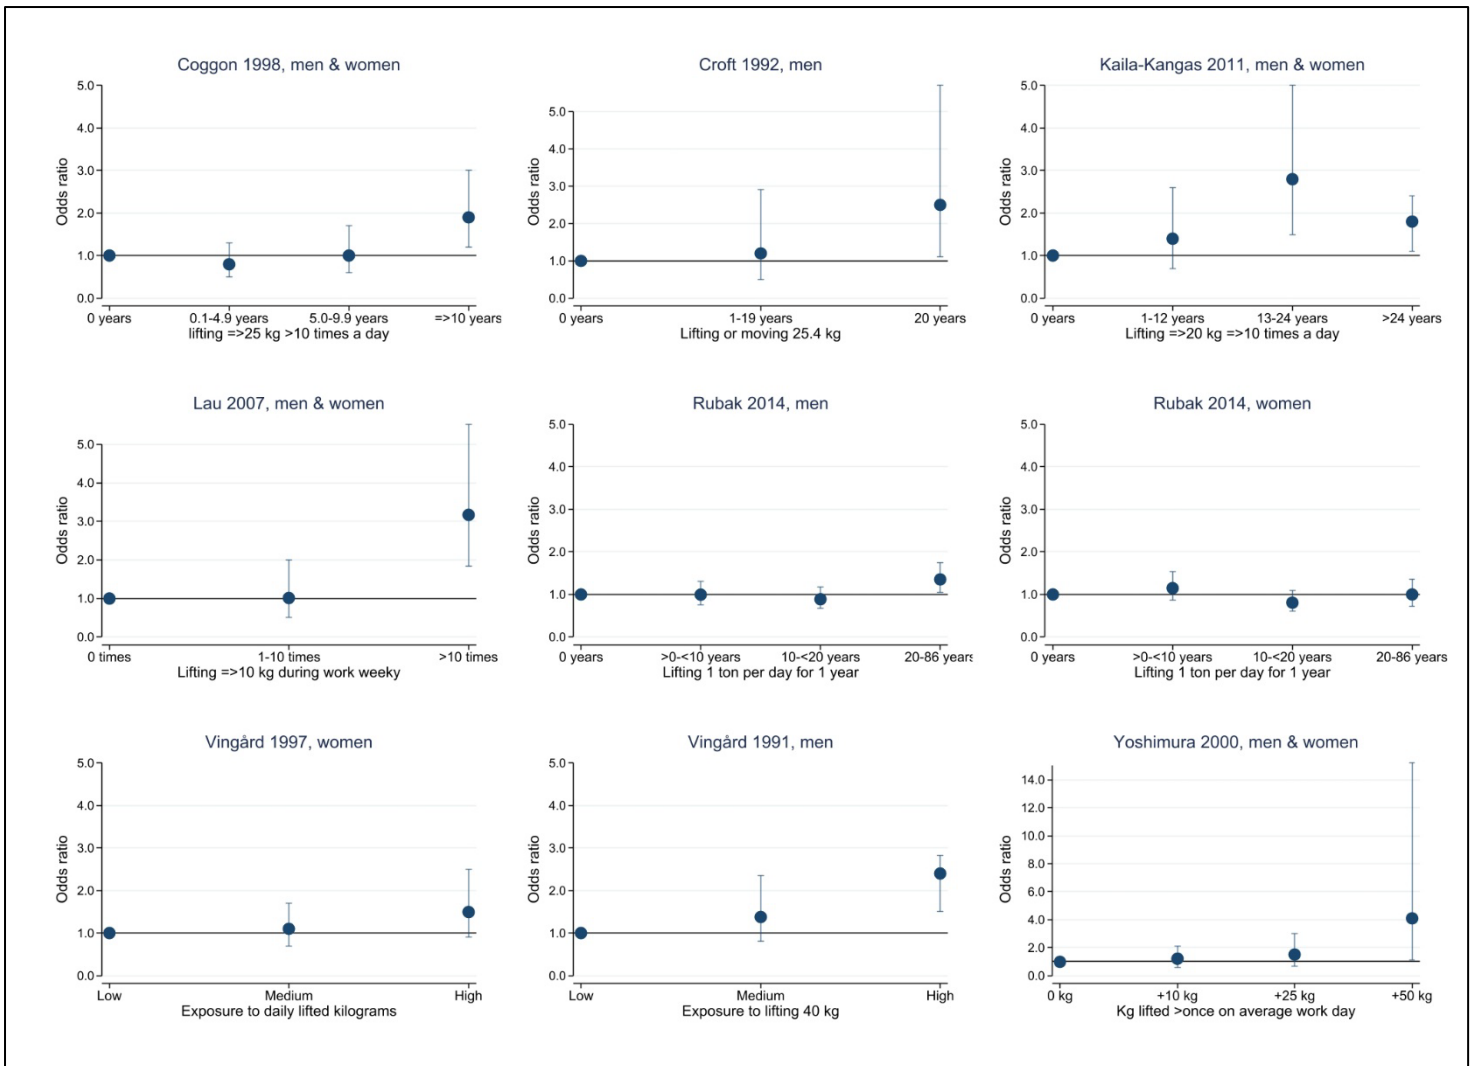 Coggon 1998, men & women
Odds ratio
5.0
4.0
3.0
2.0
1.0
0.0
0 years 0.1-4.9 years 5.0-9.9 years =>10 years
lifting =>25 kg >10 times a day
Croft 1992, men
Odds ratio
5.0
4.0
3.0
2.0
1.0
0.0
0 years 1-19 years 20 years
Lifting or moving 25.4 kg
Kaila-Kangas 2011, men & women
Odds ratio
5.0
4.0
3.0
2.0
1.0
0.0
0 years 1-12 years 13-24 years >24 years
Lifting =>20 kg =>10 times a day
Lau 2007, men & women
Odds ratio
5.0
4.0
3.0
2.0
1.0
0.0
0 times 1-10 times >10 times
Lifting =>10 kg during work weeky
Rubak 2014, men
Odds ratio
5.0
4.0
3.0
2.0
1.0
0.0
0 years >0-<10 years 10-<20 years 20-86 years
Lifting 1 ton per day for 1 year
Rubak 2014, women
Odds ratio
5.0
4.0
3.0
2.0
1.0
0.0
0 years >0-<10 years 10-<20 years 20-86 years
Lifting 1 ton per day for 1 year
Vingård 1997, women
Odds ratio
5.0
4.0
3.0
2.0
1.0
0.0
Low Medium High
Exposure to daily lifted kilograms
Vingård 1991, men
Odds ratio
5.0
4.0
3.0
2.0
1.0
0.0
Low Medium High
Exposure to lifting 40 kg
Yoshimura 2000, men & women
Odds ratio
14.0
12.0
10.0
8.0
6.0
4.0
2.0
0.0
0 kg +10 kg +25 kg +50 kg
Kg lifted >once on average work day